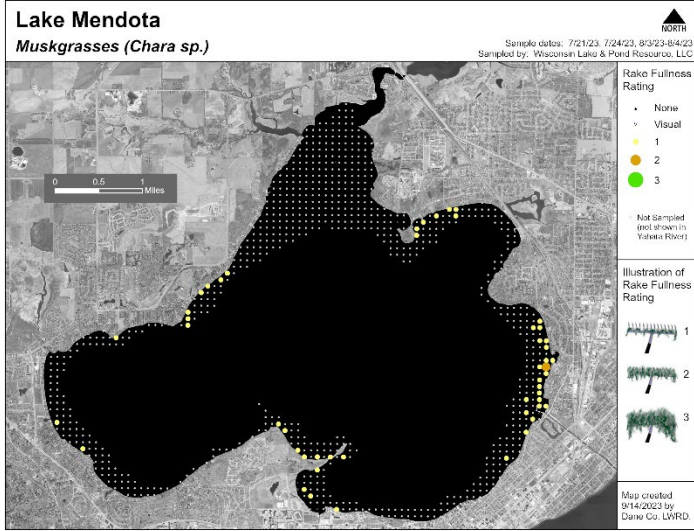 Lake Mendota
Muskgrasses (Chara sp.)
NORTH
Sample dates: 7/21/23, 7/24/23, 8/3/23-8/4/23
Sampled by: Wisconsin Lake & Pond Resource, LLC
Rake Fullness
Rating
None
Visual
1
2
3
Not Sampled
(not shown in
Yahara River)
0 0.5 1
Miles
Illustration of
Rake Fullness
Rating
1
2
3
Map created
9/14/2023 by
Dane Co. LWRD.